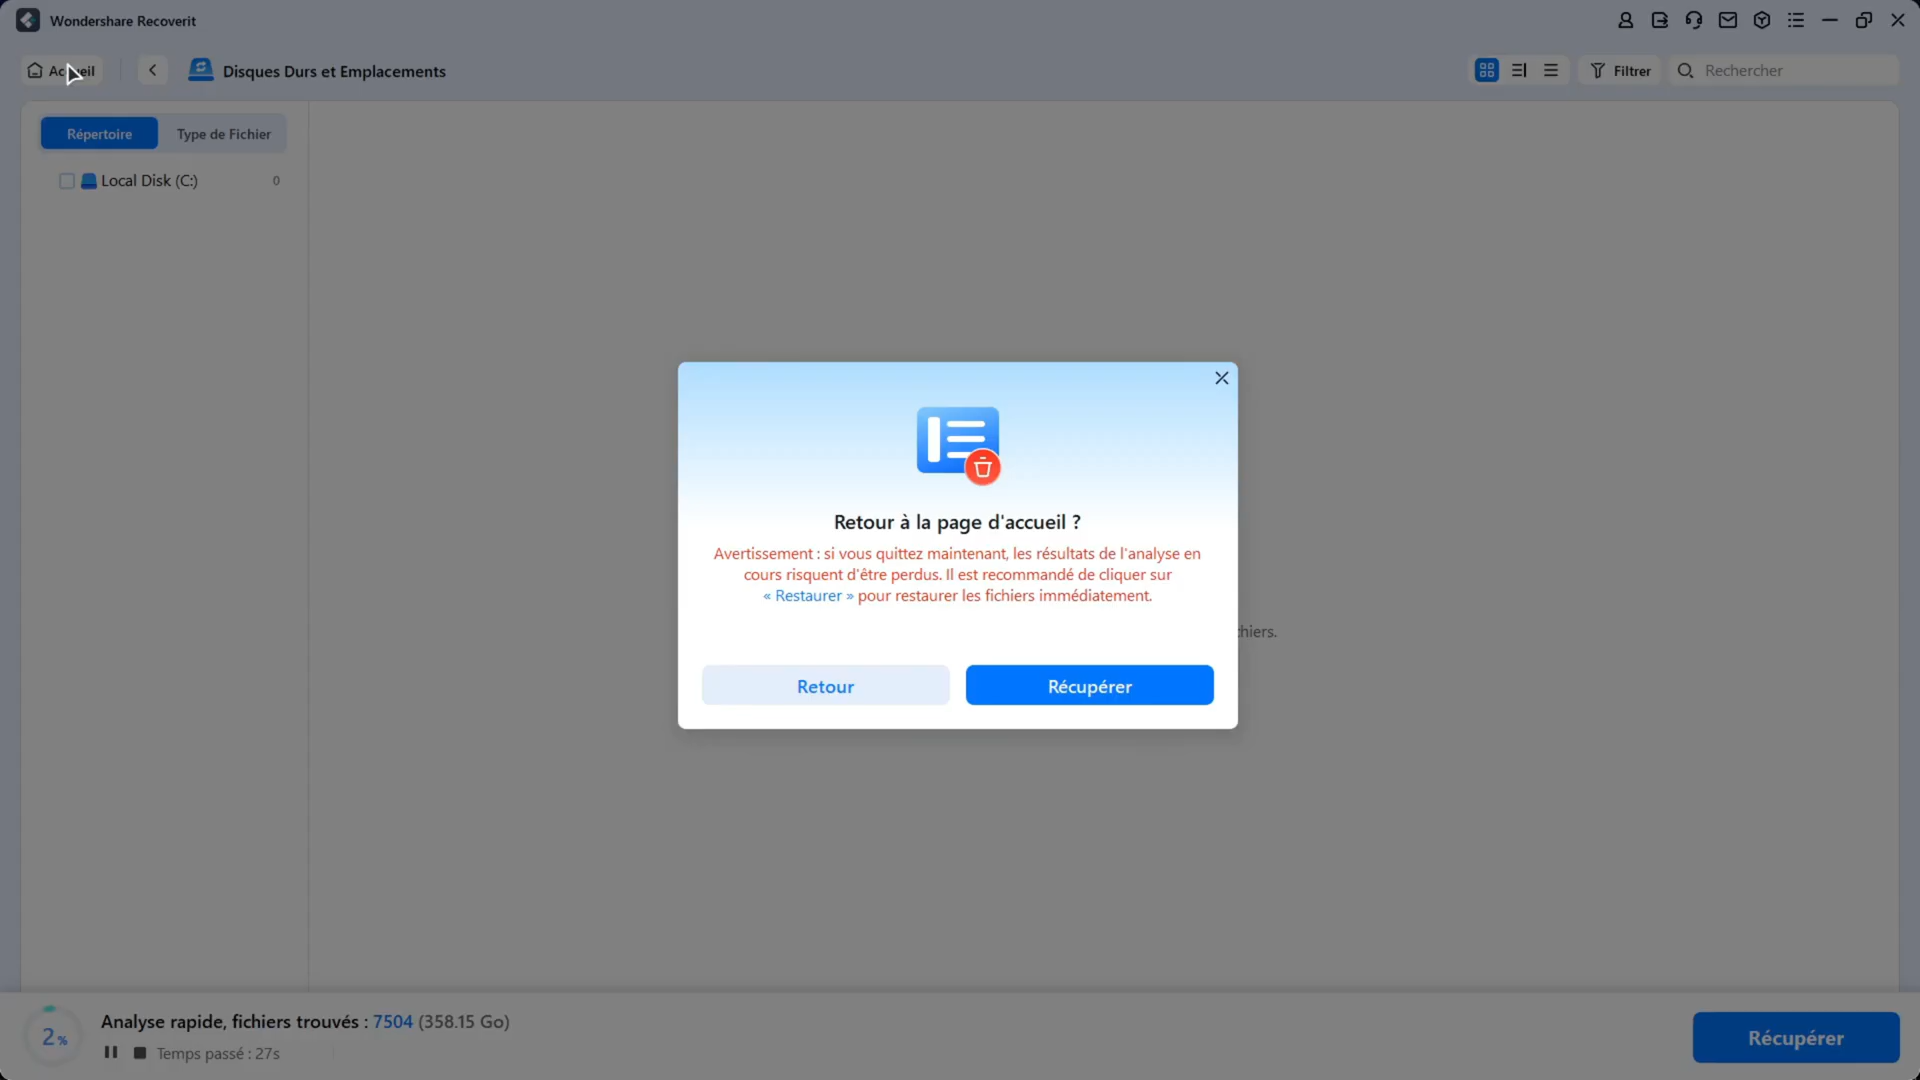 Wondershare Recoverit
Accueil
Disques Durs et Emplacements
Filtrer
Rechercher
Répertoire
Type de Fichier
Local Disk (C:)
0
Retour à la page d'accueil ?
Avertissement : si vous quittez maintenant, les résultats de l'analyse en
cours risquent d'être perdus. Il est recommandé de cliquer sur
« Restaurer » pour restaurer les fichiers immédiatement.
Retour
Récupérer
2%
Analyse rapide, fichiers trouvés : 7504 (358.15 Go)
Temps passé : 27s
Récupérer